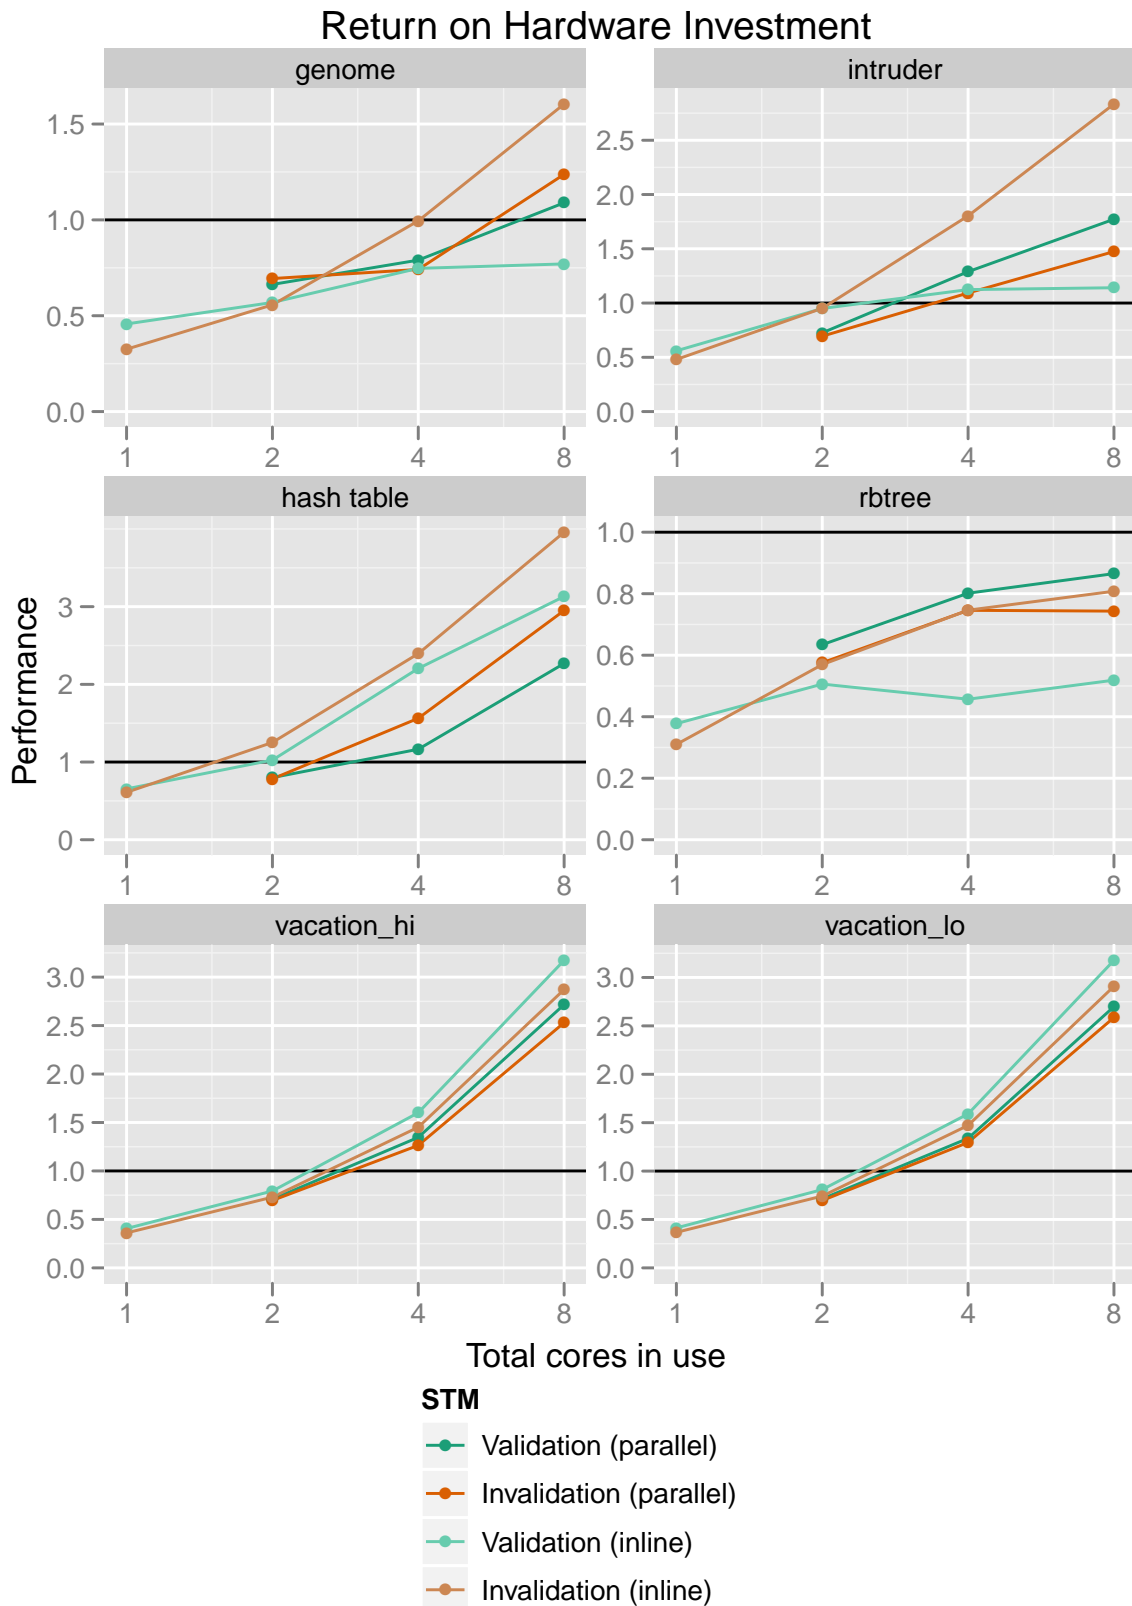 Return on Hardware Investment
genome
intruder
1.5
1.0
0.5
0.0
1 2 4 8
2.5
2.0
1.5
1.0
0.5
0.0
1 2 4 8
hash table
rbtree
Performance
3
2
1
0
1 2 4 8
1.0
0.8
0.6
0.4
0.2
0.0
1 2 4 8
vacation_hi
vacation_lo
3.0
2.5
2.0
1.5
1.0
0.5
0.0
1 2 4 8
3.0
2.5
2.0
1.5
1.0
0.5
0.0
1 2 4 8
Total cores in use
STM
Validation (parallel)
Invalidation (parallel)
Validation (inline)
Invalidation (inline)